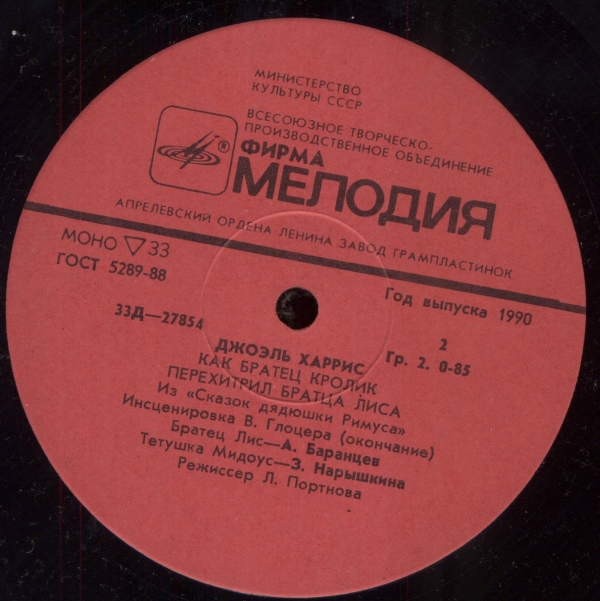 МИНИСТЕРСТВО
КУЛЬТУРЫ СССР
ВСЕСОЮЗНОЕ ТВОРЧЕСКО-
ПРОИЗВОДСТВЕННОЕ ОБЪЕДИНЕНИЕ
®
ФИРМА
МЕЛОДИЯ
АПРЕЛЕВСКИЙ ОРДЕНА ЛЕНИНА ЗАВОД ГРАМПЛАСТИНОК
МОНО ▽ 33
ГОСТ 5289-88
Год выпуска 1990
33Д—27854
2
Гр. 2. 0-85
ДЖОЭЛЬ ХАРРИС
КАК БРАТЕЦ КРОЛИК
ПЕРЕХИТРИЛ БРАТЦА ЛИСА
Из «Сказок дядюшки Римуса»
Инсценировка В. Глоцера (окончание)
Братец Лис—А. Баранцев
Тетушка Мидоус—З. Нарышкина
Режиссер Л. Портнова